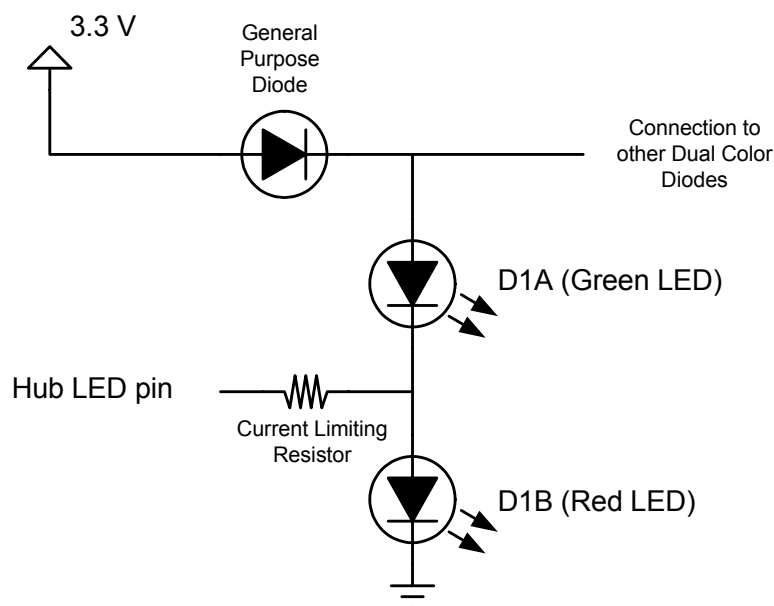 3.3 V
General
Purpose
Diode
Connection to
other Dual Color
Diodes
D1A (Green LED)
Hub LED pin
Current Limiting
Resistor
D1B (Red LED)